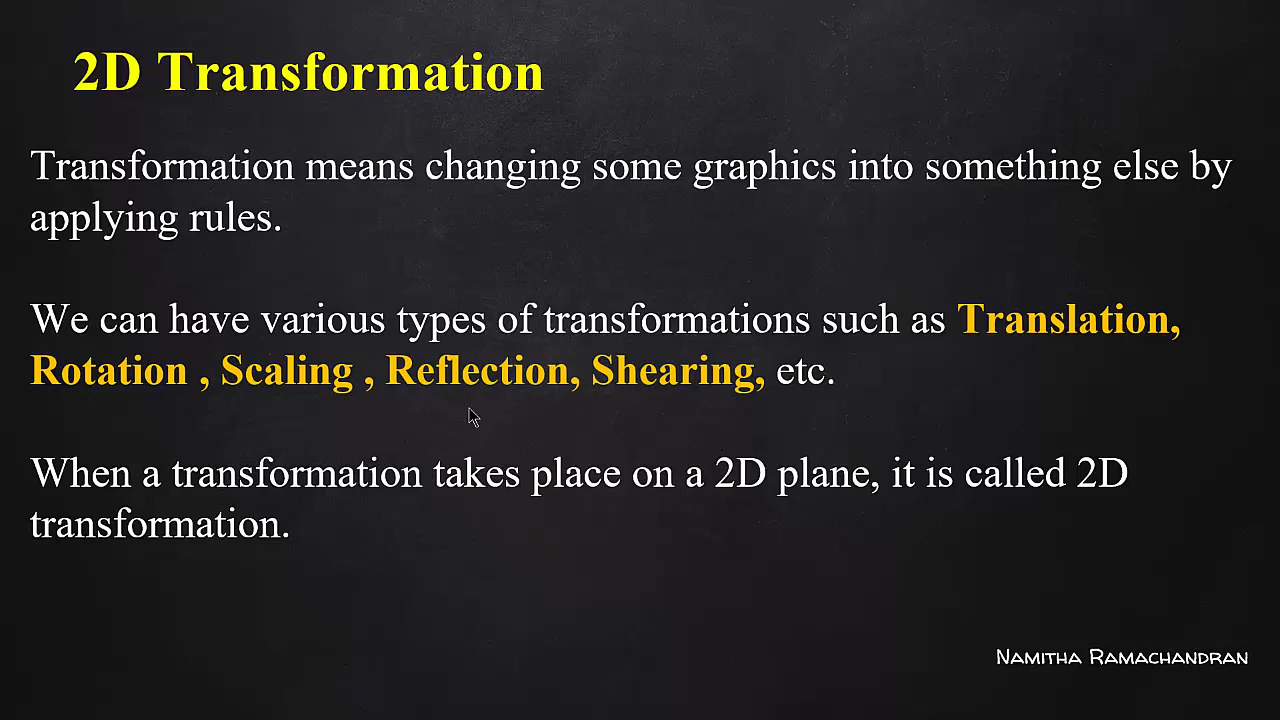 2D Transformation
Transformation means changing some graphics into something else by
applying rules.
We can have various types of transformations such as Translation,
Rotation , Scaling , Reflection, Shearing, etc.
When a transformation takes place on a 2D plane, it is called 2D
transformation.
Namitha Ramachandran